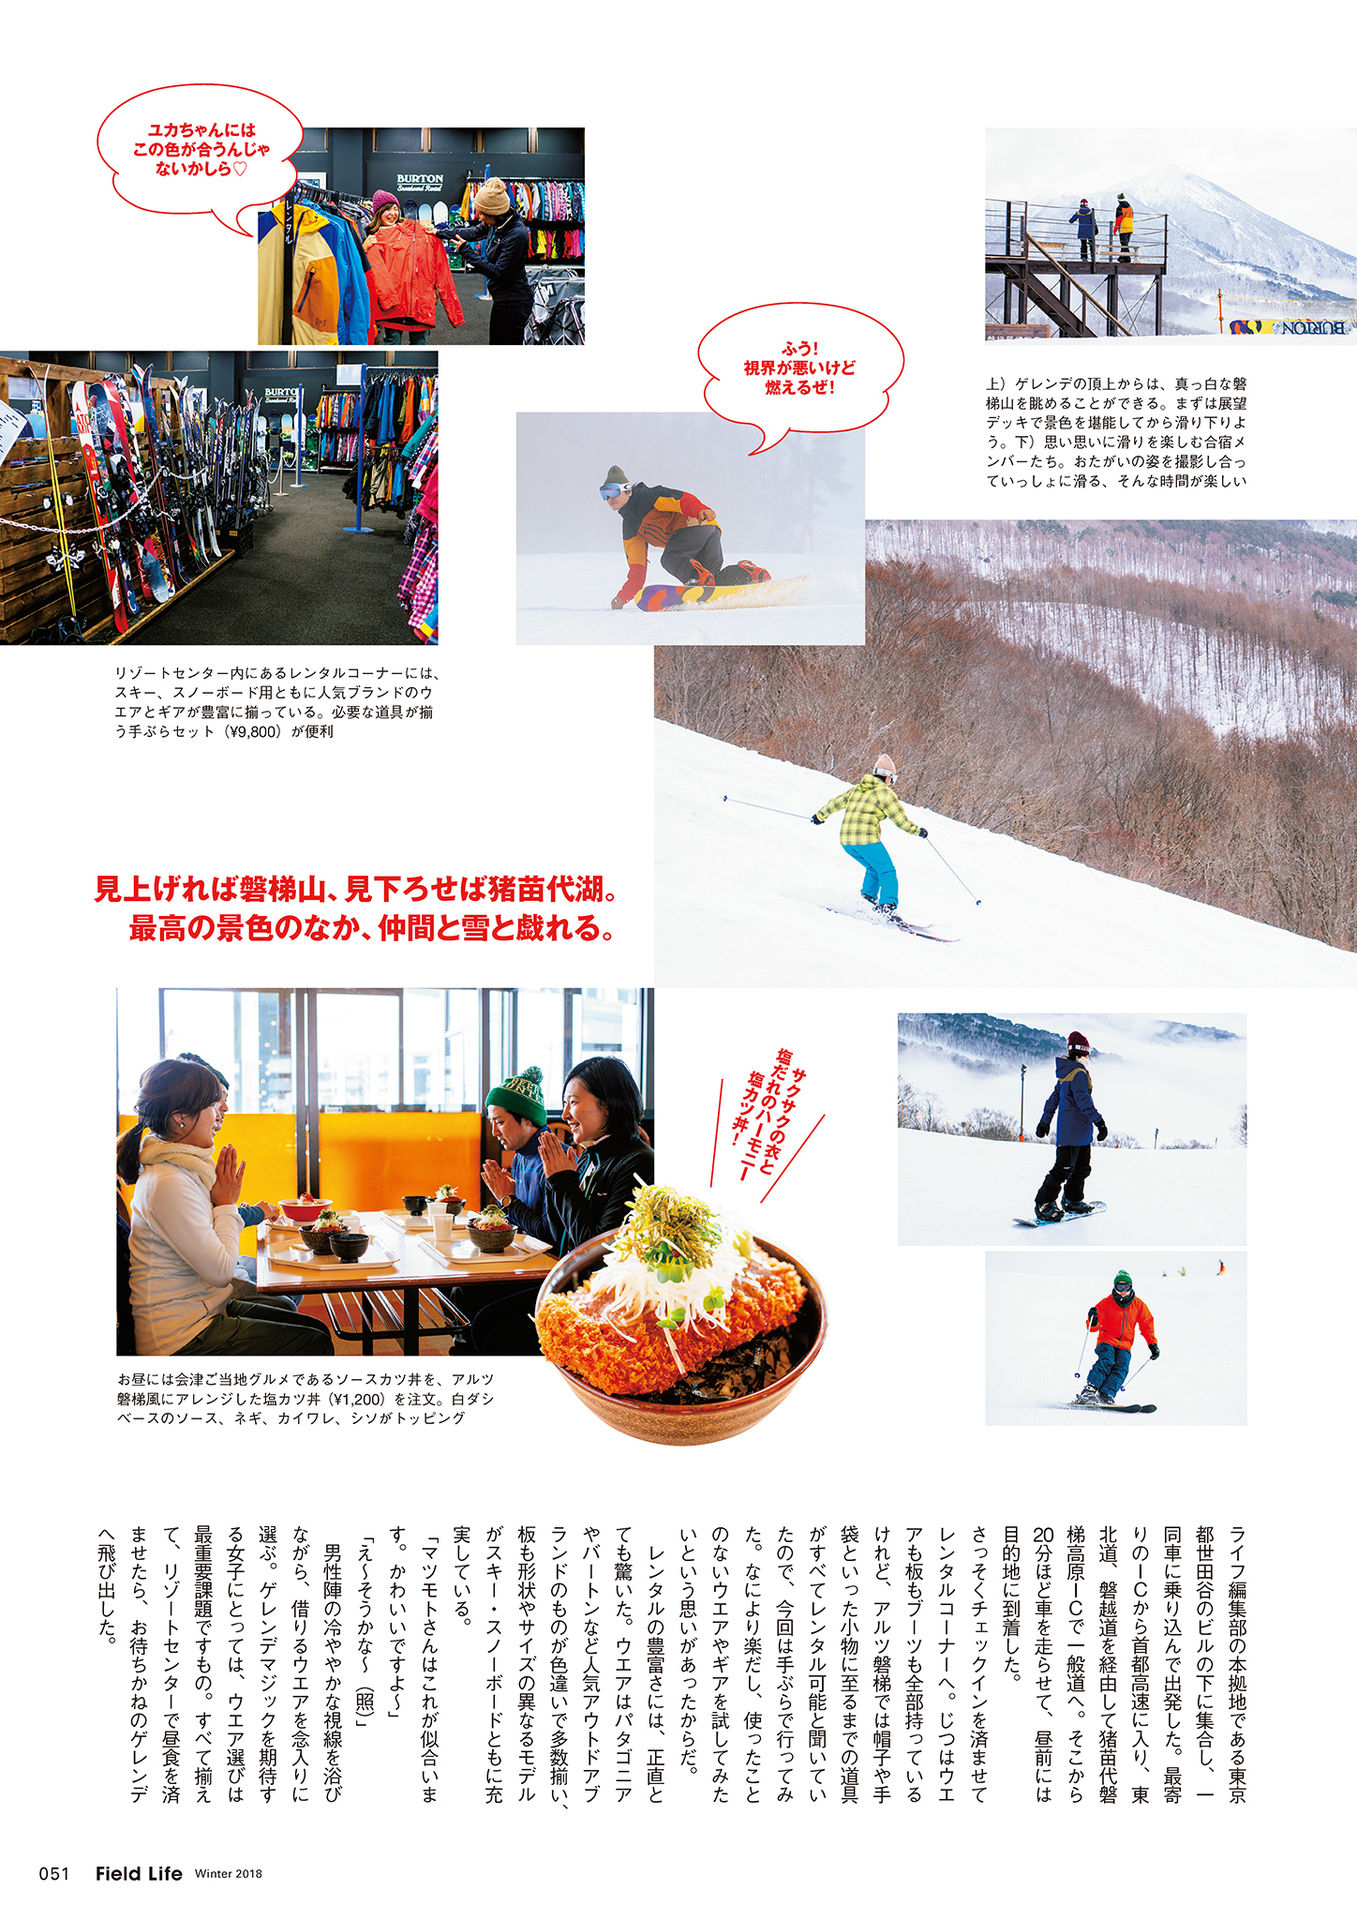 ユカちゃんには
この色が合うんじゃ
ないかしら♡
BURTON
Snowboard Rental
レンタル
BURTON
上）ゲレンデの頂上からは、真っ白な磐
梯山を眺めることができる。まずは展望
デッキで景色を堪能してから滑り下りよ
う。下）思い思いに滑りを楽しむ合宿メ
ンバーたち。おたがいの姿を撮影し合っ
ていっしょに滑る、そんな時間が楽しい
BURTON
Snowboard Rental
ふう！
視界が悪いけど
燃えるぜ！
リゾートセンター内にあるレンタルコーナーには、
スキー、スノーボード用ともに人気ブランドのウ
エアとギアが豊富に揃っている。必要な道具が揃
う手ぶらセット（¥9,800）が便利
見上げれば磐梯山、見下ろせば猪苗代湖。
最高の景色のなか、仲間と雪と戯れる。
サクサクの衣と
塩だれのハーモニー
塩カツ丼！
お昼には会津ご当地グルメであるソースカツ丼を、アルツ
磐梯風にアレンジした塩カツ丼（¥1,200）を注文。白ダシ
ベースのソース、ネギ、カイワレ、シソがトッピング
ライフ編集部の本拠地である東京
都世田谷のビルの下に集合し、一
同車に乗り込んで出発した。最寄
りのICから首都高速に入り、東
北道、磐越道を経由して猪苗代磐
梯高原ICで一般道へ。そこから
20分ほど車を走らせて、昼前には
目的地に到着した。
さっそくチェックインを済ませて
レンタルコーナーへ。じつはウエ
アも板もブーツも全部持っている
けれど、アルツ磐梯では帽子や手
袋といった小物に至るまでの道具
がすべてレンタル可能と聞いてい
たので、今回は手ぶらで行ってみ
た。なにより楽だし、使ったこと
のないウエアやギアを試してみた
いという思いがあったからだ。
レンタルの豊富さには、正直と
ても驚いた。ウエアはパタゴニア
やバートンなど人気アウトドアブ
ランドのものが色違いで多数揃い、
板も形状やサイズの異なるモデル
がスキー・スノーボードともに充
実している。
「マツモトさんはこれが似合いま
す。かわいいですよ〜」
「え〜そうかな〜（照）」
男性陣の冷ややかな視線を浴び
ながら、借りるウエアを念入りに
選ぶ。ゲレンデマジックを期待す
る女子にとっては、ウエア選びは
最重要課題ですもの。すべて揃え
て、リゾートセンターで昼食を済
ませたら、お待ちかねのゲレンデ
へ飛び出した。
051 Field Life Winter 2018